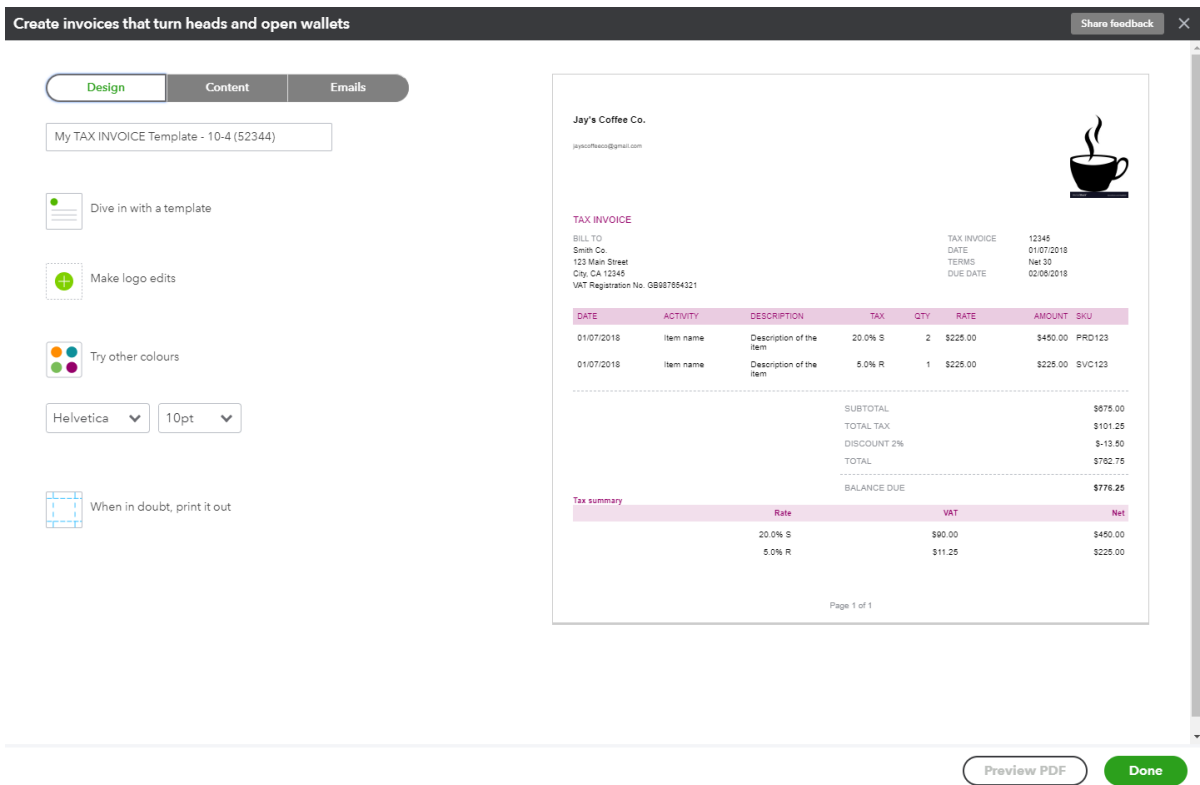 Create invoices that turn heads and open wallets
Share feedback
Design Content Emails
My TAX INVOICE Template - 10-4 (52344)
Dive in with a template
Make logo edits
Try other colours
Helvetica 10pt
When in doubt, print it out
Jay's Coffee Co.
jayscoffeeco@gmail.com
TAX INVOICE
BILL TO
Smith Co.
123 Main Street
City, CA 12345
VAT Registration No. GB987654321
TAX INVOICE 12345
DATE 01/07/2018
TERMS Net 30
DUE DATE 02/06/2018
DATE ACTIVITY DESCRIPTION TAX QTY RATE AMOUNT SKU
01/07/2018 Item name Description of the 20.0% S 2 $225.00 $450.00 PRD123
item
01/07/2018 Item name Description of the 5.0% R 1 $225.00 $225.00 SVC123
item
SUBTOTAL $675.00
TOTAL TAX $101.25
DISCOUNT 2% $-13.50
TOTAL $762.75
BALANCE DUE $776.25
Tax summary
Rate VAT Net
20.0% S $90.00 $450.00
5.0% R $11.25 $225.00
Page 1 of 1
Preview PDF Done